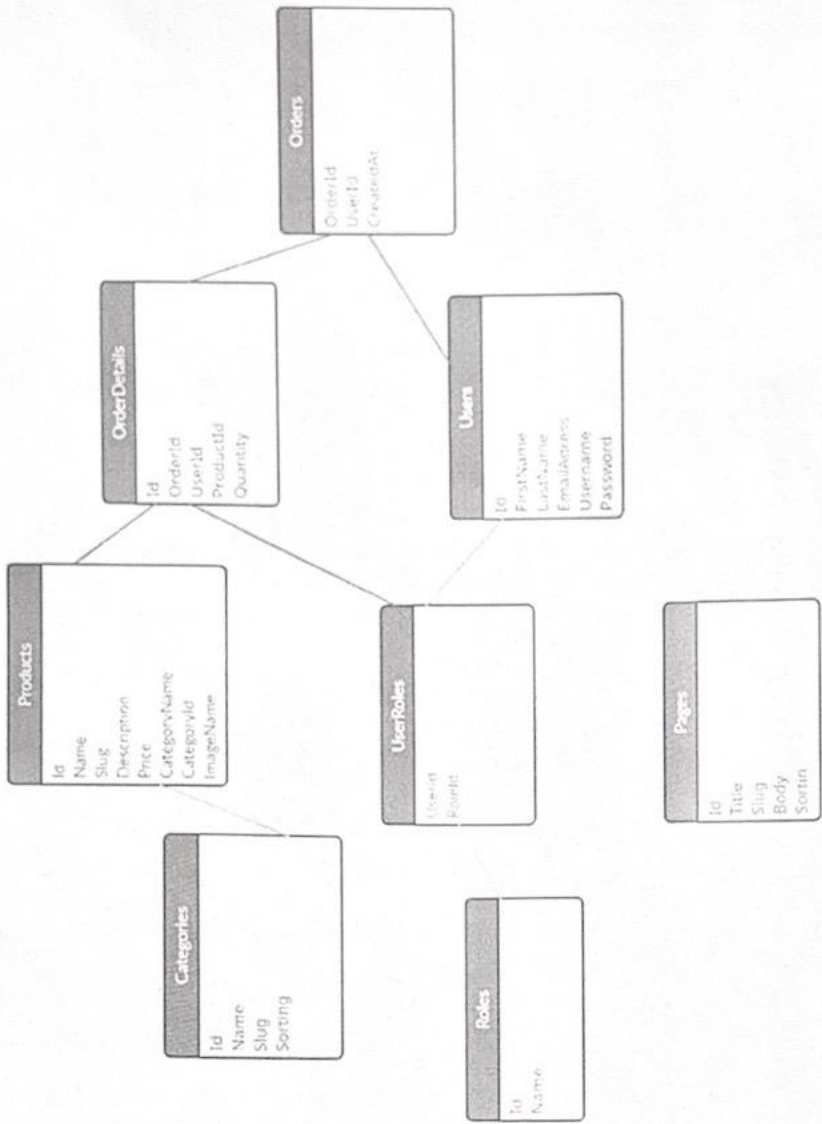 Categories
Id
Name
Slug
Sorting
Products
Id
Name
Slug
Description
Price
CategoryName
CategoryId
ImageName
OrderDetails
Id
OrderId
UserId
ProductId
Quantity
Orders
OrderId
UserId
CreatedAt
Roles
Id
Name
UserRoles
UserId
RoleId
Users
Id
FirstName
LastName
EmailAdress
Username
Password
Pages
Id
Title
Slug
Body
Sortin